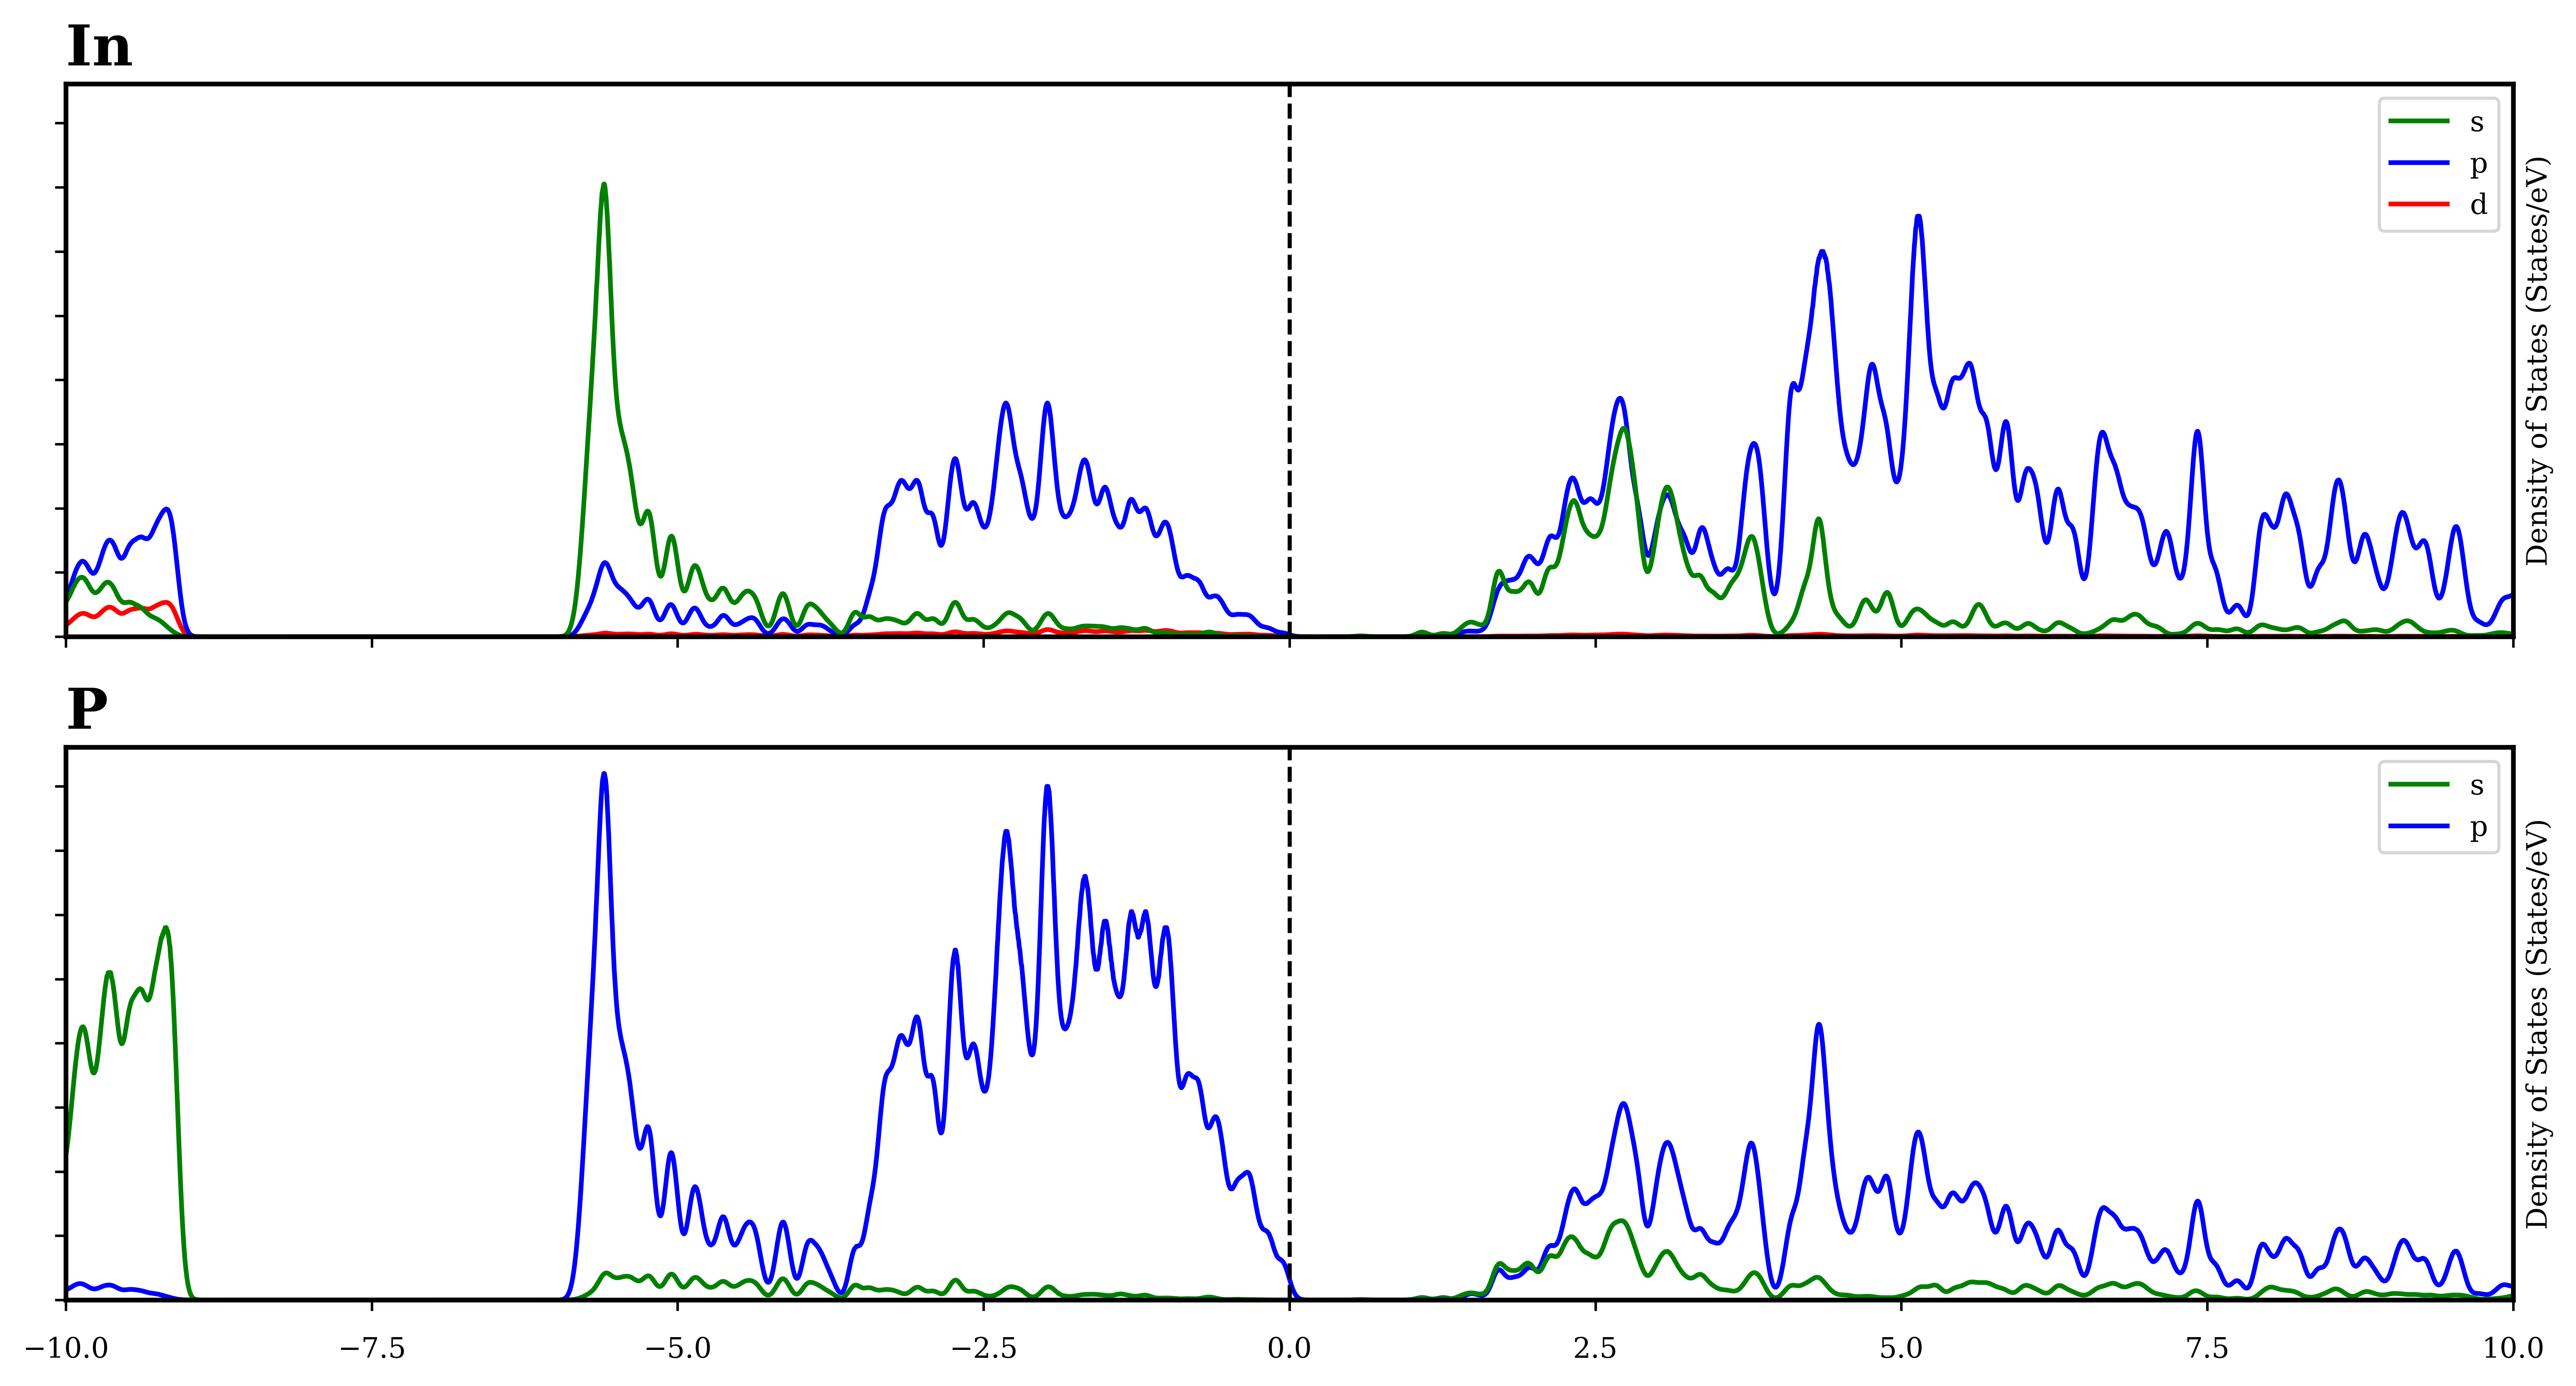 In
s
p
d
Density of States (States/eV)
P
s
p
Density of States (States/eV)
−10.0 −7.5 −5.0 −2.5 0.0 2.5 5.0 7.5 10.0